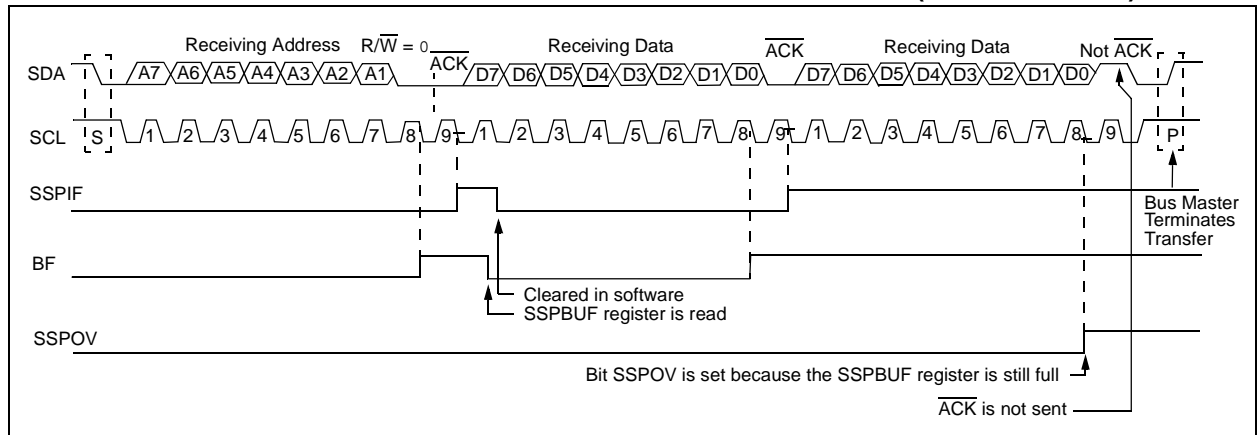 Receiving Address R/W̅ = 0 A̅C̅K̅ Receiving Data A̅C̅K̅ Receiving Data Not A̅C̅K̅
SDA A7 A6 A5 A4 A3 A2 A1 D7 D6 D5 D4 D3 D2 D1 D0 D7 D6 D5 D4 D3 D2 D1 D0
SCL S 1 2 3 4 5 6 7 8 9 1 2 3 4 5 6 7 8 9 1 2 3 4 5 6 7 8 9 P
SSPIF
Bus Master
Terminates
Transfer
BF
Cleared in software
SSPBUF register is read
SSPOV
Bit SSPOV is set because the SSPBUF register is still full
A̅C̅K̅ is not sent